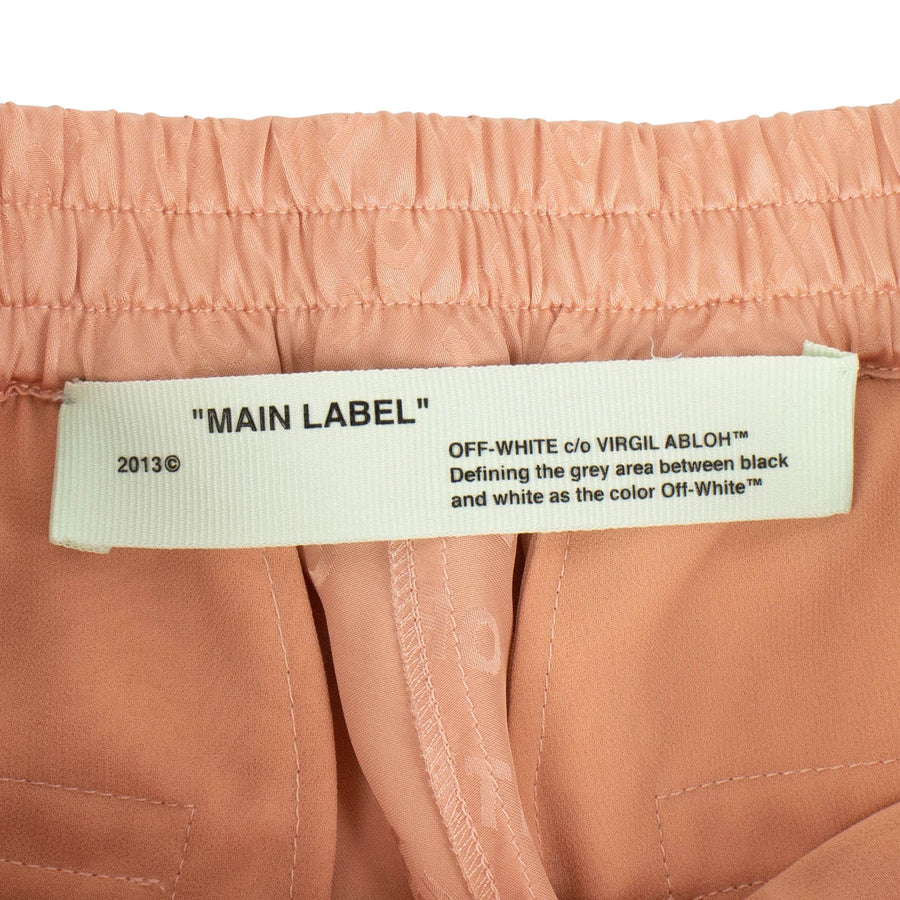 "MAIN LABEL"
2013©
OFF-WHITE c/o VIRGIL ABLOH™
Defining the grey area between black
and white as the color Off-White™